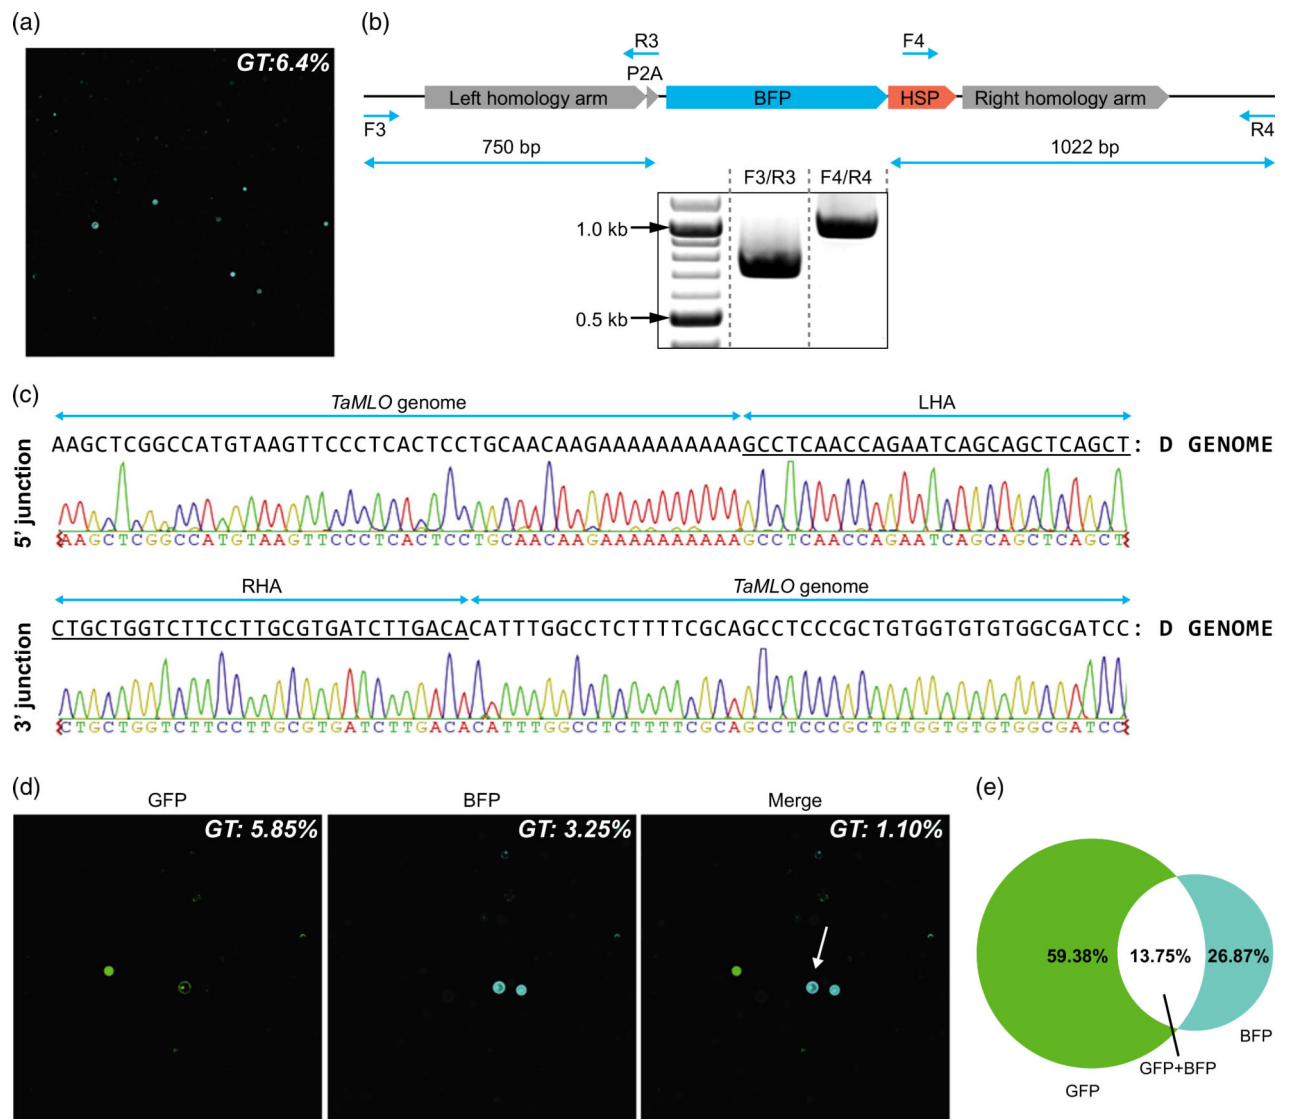 (a)
GT:6.4%
(b)
R3
F4
P2A
Left homology arm
BFP
HSP
Right homology arm
F3
R4
750 bp
1022 bp
F3/R3
F4/R4
1.0 kb
0.5 kb
(c)
5' junction
TaMLO genome
LHA
AAGCTCGGCCATGTAAGTTCCCTCACTCCTGCAACAAGAAAAAAAAAAGCCTCAACCAGAATCAGCAGCTCAGCT: D GENOME
AAGCTCGGCCATGTAAGTTCCCTCACTCCTGCAACAAGAAAAAAAAAGCCTCAACCAGAATCAGCAGCTCAGCT
3' junction
RHA
TaMLO genome
CTGCTGGTCTTCCTTGCGTGATCTTGACACATTTGGCCTCTTTTCGCAGCCTCCCGCTGTGGTGTGTGGCGATCC: D GENOME
CTGCTGGTCTTCCTTGCGTGATCTTGACACATTTGGCCTCTTTTCGCAGCCTCCCGCTGTGGTGTGTGGCGATCC
(d)
GFP
BFP
Merge
GT: 5.85%
GT: 3.25%
GT: 1.10%
(e)
59.38%
13.75%
26.87%
BFP
GFP+BFP
GFP